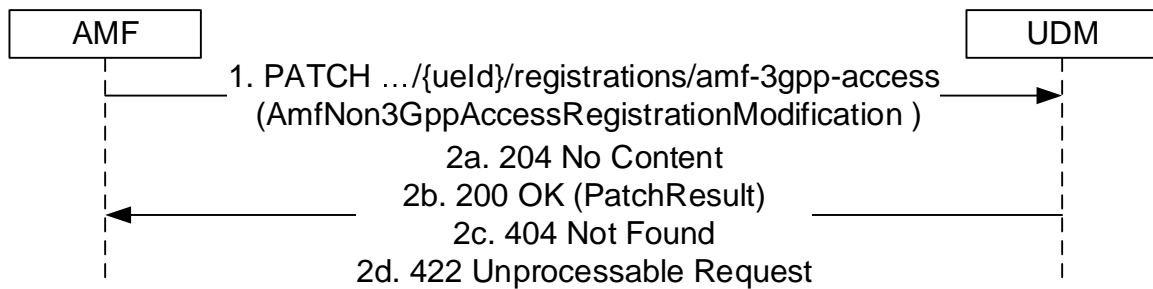 AMF
UDM
1. PATCH …/{ueId}/registrations/amf-3gpp-access
(AmfNon3GppAccessRegistrationModification )
2a. 204 No Content
2b. 200 OK (PatchResult)
2c. 404 Not Found
2d. 422 Unprocessable Request